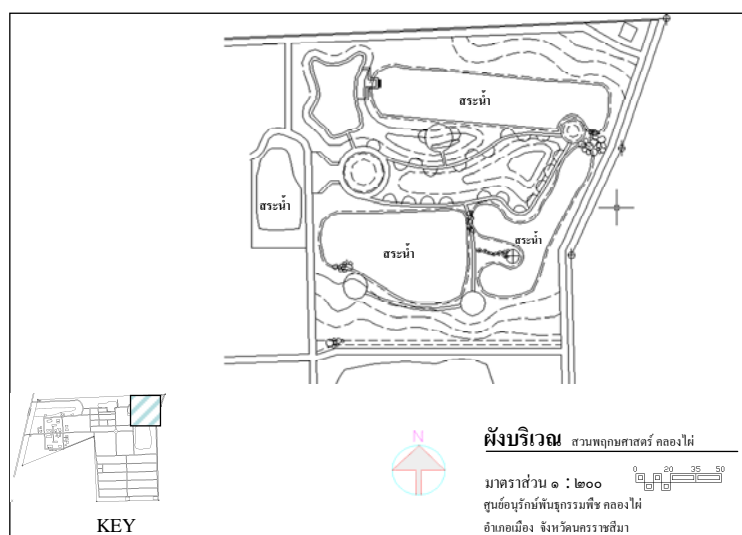 สระน้ำ
สระน้ำ
สระน้ำ
สระน้ำ
N
ผังบริเวณ สวนพฤกษศาสตร์ คลองไผ่
มาตราส่วน ๑ : ๒๐๐
0 20 35 50
ศูนย์อนุรักษ์พันธุกรรมพืช คลองไผ่
อำเภอเมือง จังหวัดนครราชสีมา
KEY